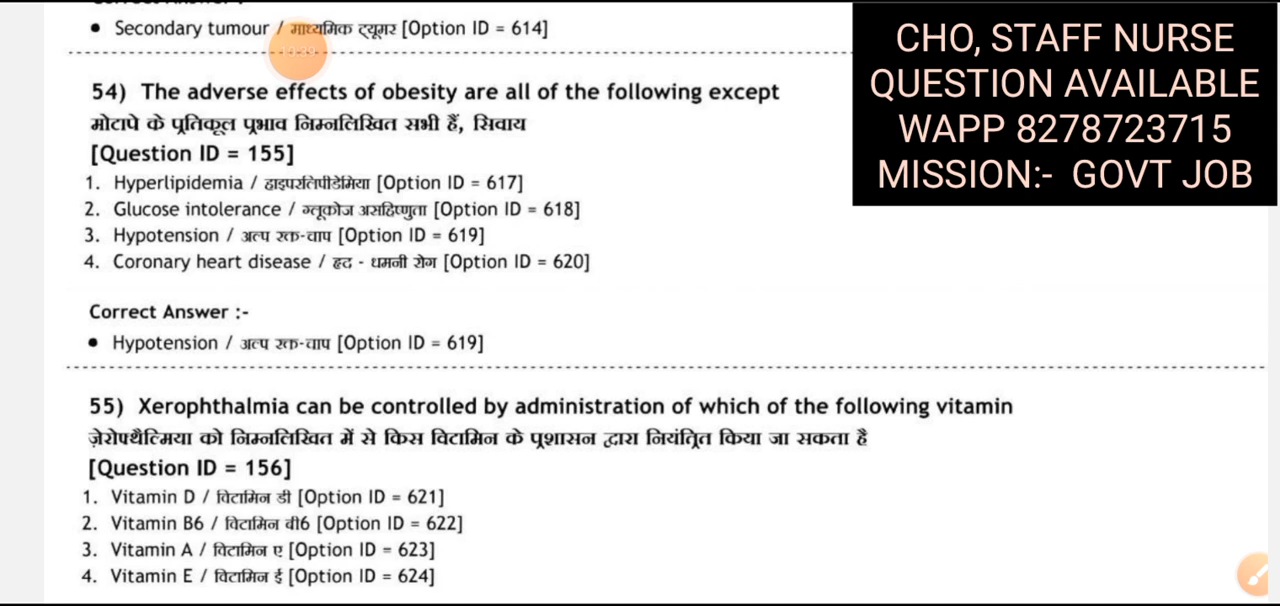 • Secondary tumour / माध्यमिक ट्यूमर [Option ID = 614]
54) The adverse effects of obesity are all of the following except
मोटापे के प्रतिकूल प्रभाव निम्नलिखित सभी हैं, सिवाय
[Question ID = 155]
1. Hyperlipidemia / हाइपरलिपीडेमिया [Option ID = 617]
2. Glucose intolerance / ग्लूकोज असहिष्णुता [Option ID = 618]
3. Hypotension / अल्प रक्त-चाप [Option ID = 619]
4. Coronary heart disease / हृद - धमनी रोग [Option ID = 620]
Correct Answer :-
• Hypotension / अल्प रक्त-चाप [Option ID = 619]
55) Xerophthalmia can be controlled by administration of which of the following vitamin
ज़ेरोफ्थैल्मिया को निम्नलिखित में से किस विटामिन के प्रशासन द्वारा नियंत्रित किया जा सकता है
[Question ID = 156]
1. Vitamin D / विटामिन डी [Option ID = 621]
2. Vitamin B6 / विटामिन बी6 [Option ID = 622]
3. Vitamin A / विटामिन ए [Option ID = 623]
4. Vitamin E / विटामिन ई [Option ID = 624]
CHO, STAFF NURSE
QUESTION AVAILABLE
WAPP 8278723715
MISSION:- GOVT JOB